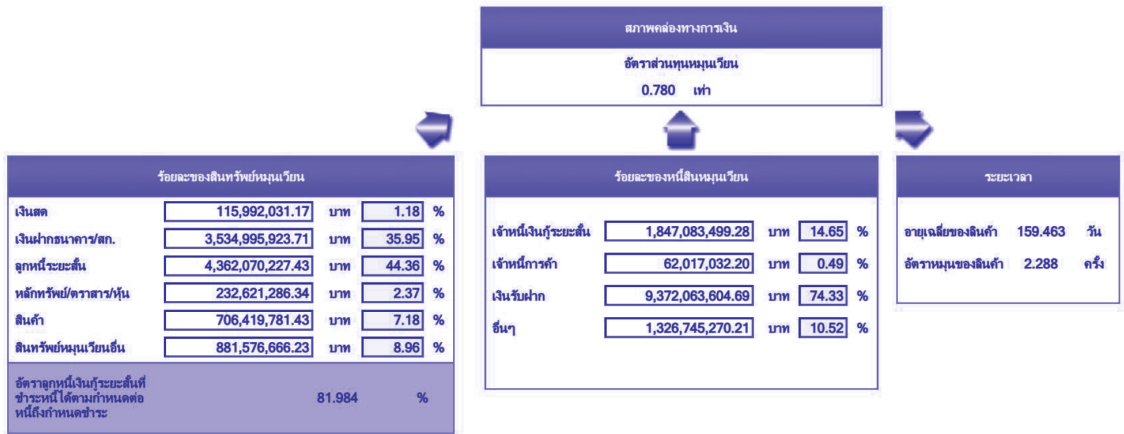 สภาพคล่องทางการเงิน
อัตราส่วนทุนหมุนเวียน
0.780 เท่า
ร้อยละของสินทรัพย์หมุนเวียน
เงินสด 115,992,031.17 บาท 1.18 %
เงินฝากธนาคาร/สก. 3,534,995,923.71 บาท 35.95 %
ลูกหนี้ระยะสั้น 4,362,070,227.43 บาท 44.36 %
หลักทรัพย์/ตราสาร/หุ้น 232,621,286.34 บาท 2.37 %
สินค้า 706,419,781.43 บาท 7.18 %
สินทรัพย์หมุนเวียนอื่น 881,576,666.23 บาท 8.96 %
อัตราลูกหนี้เงินกู้ระยะสั้นที่
ชำระหนี้ได้ตามกำหนดต่อ 81.984 %
หนี้ถึงกำหนดชำระ
ร้อยละของหนี้สินหมุนเวียน
เจ้าหนี้เงินกู้ระยะสั้น 1,847,083,499.28 บาท 14.65 %
เจ้าหนี้การค้า 62,017,032.20 บาท 0.49 %
เงินรับฝาก 9,372,063,604.69 บาท 74.33 %
อื่นๆ 1,326,745,270.21 บาท 10.52 %
ระยะเวลา
อายุเฉลี่ยของสินค้า 159.463 วัน
อัตราหมุนของสินค้า 2.288 ครั้ง